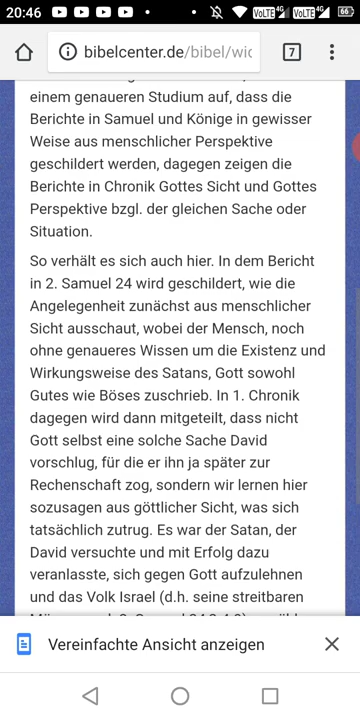 20:46
VoLTE 4G VoLTE 4G 66
bibelcenter.de/bibel/wic
7
einem genaueren Studium auf, dass die
Berichte in Samuel und Könige in gewisser
Weise aus menschlicher Perspektive
geschildert werden, dagegen zeigen die
Berichte in Chronik Gottes Sicht und Gottes
Perspektive bzgl. der gleichen Sache oder
Situation.
So verhält es sich auch hier. In dem Bericht
in 2. Samuel 24 wird geschildert, wie die
Angelegenheit zunächst aus menschlicher
Sicht ausschaut, wobei der Mensch, noch
ohne genaueres Wissen um die Existenz und
Wirkungsweise des Satans, Gott sowohl
Gutes wie Böses zuschrieb. In 1. Chronik
dagegen wird dann mitgeteilt, dass nicht
Gott selbst eine solche Sache David
vorschlug, für die er ihn ja später zur
Rechenschaft zog, sondern wir lernen hier
sozusagen aus göttlicher Sicht, was sich
tatsächlich zutrug. Es war der Satan, der
David versuchte und mit Erfolg dazu
veranlasste, sich gegen Gott aufzulehnen
und das Volk Israel (d.h. seine streitbaren
Vereinfachte Ansicht anzeigen